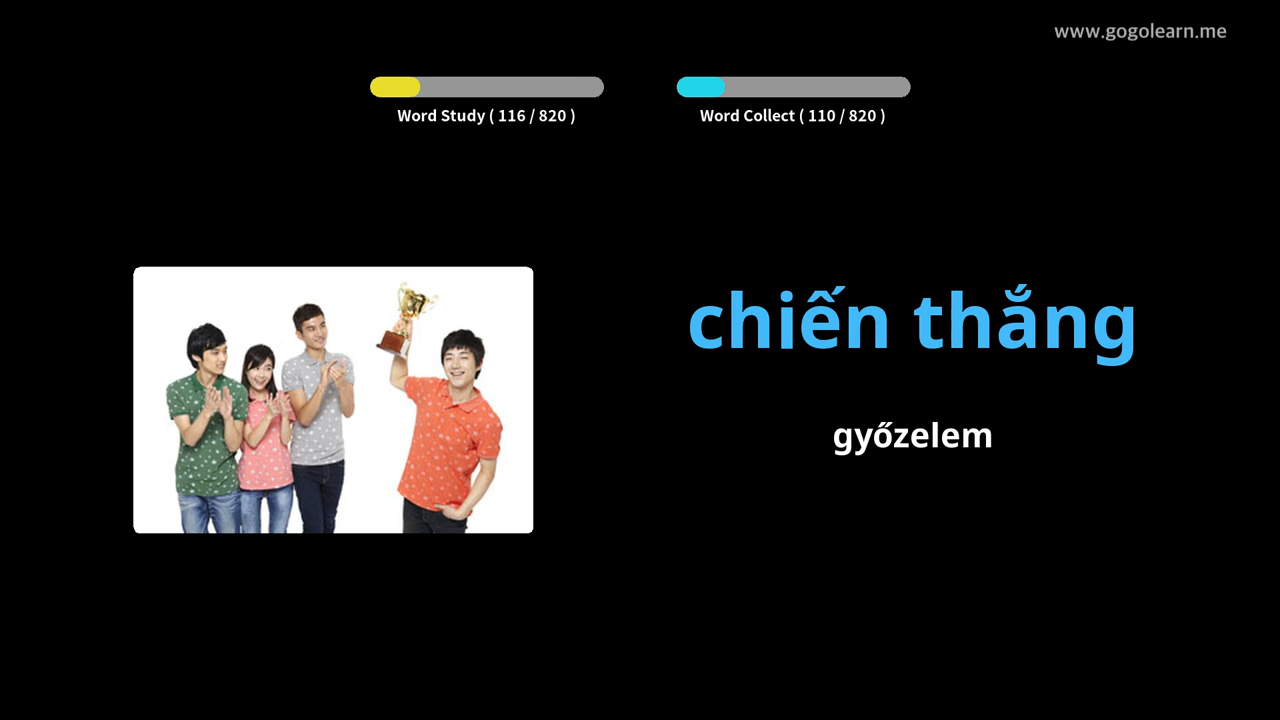 www.gogolearn.me
Word Study ( 116 / 820 )
Word Collect ( 110 / 820 )
chiến thắng
győzelem